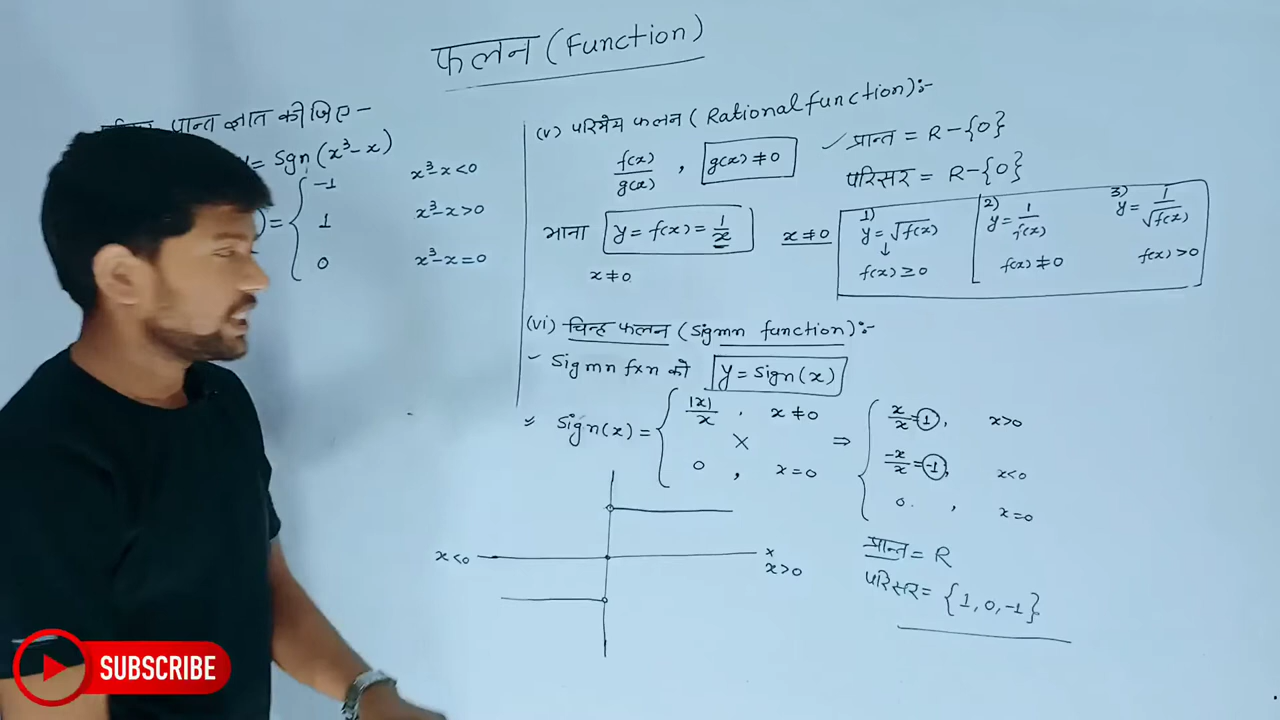 फलन (Function)
प्रान्त ज्ञात कीजिए -
= Sgn (x³-x)
= { -1 x³-x<0
1 x³-x>0
0 x³-x=0
(v) परिमेय फलन ( Rational function) :-
f(x)/g(x) , g(x) ≠ 0
माना y = f(x) = 1/x x ≠ 0
x ≠ 0
✓ प्रान्त = R-{0}
परिसर = R-{0}
1) y = √f(x)
↓
f(x) ≥ 0
2) y = 1/f(x)
f(x) ≠ 0
3) y = 1/√f(x)
f(x) > 0
(vi) चिन्ह फलन (Sigmn function) :-
Sigmn fxn को y = Sign(x)
Sign(x) = { |x|/x , x ≠ 0
×
0 , x = 0
⇒ { x/x = 1, x>0
-x/x = -1, x<0
0. , x=0
x<0
x
x>0
प्रान्त = R
परिसर = {1, 0, -1}
SUBSCRIBE